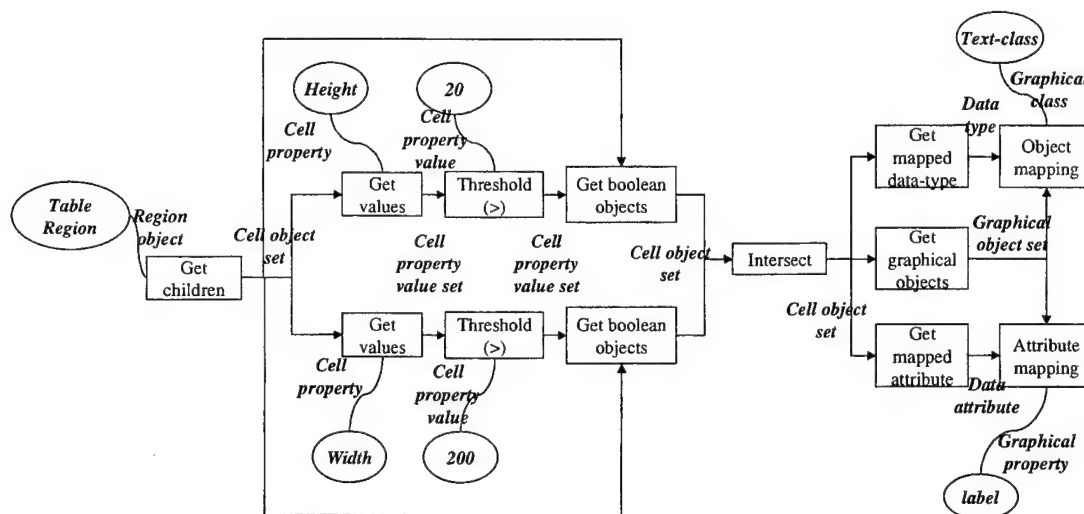 Table
Region
Region
object
Get
children
Cell object
set
Height
Cell
property
20
Cell
property
value
Get
values
Threshold
(>)
Get boolean
objects
Cell
property
value set
Cell
property
value set
Get
values
Threshold
(>)
Get boolean
objects
Cell
property
Cell
property
value
Width
200
Cell object
set
Intersect
Cell object
set
Text-class
Graphical
class
Data
type
Get
mapped
data-type
Object
mapping
Get
graphical
objects
Graphical
object set
Get
mapped
attribute
Attribute
mapping
Data
attribute
Graphical
property
label